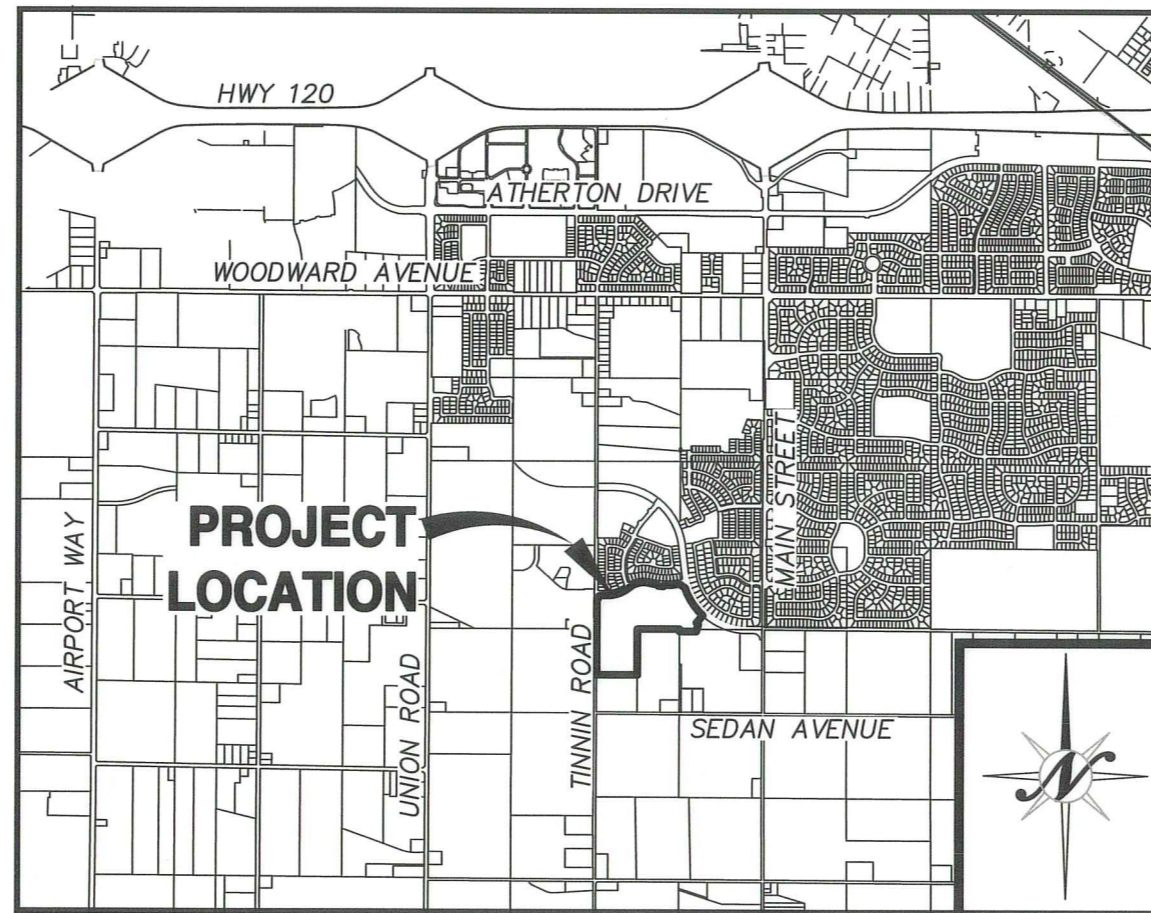 HWY 120
ATHERTON DRIVE
WOODWARD AVENUE
MAIN STREET
PROJECT
LOCATION
AIRPORT WAY
UNION ROAD
TINNIN ROAD
SEDAN AVENUE
N